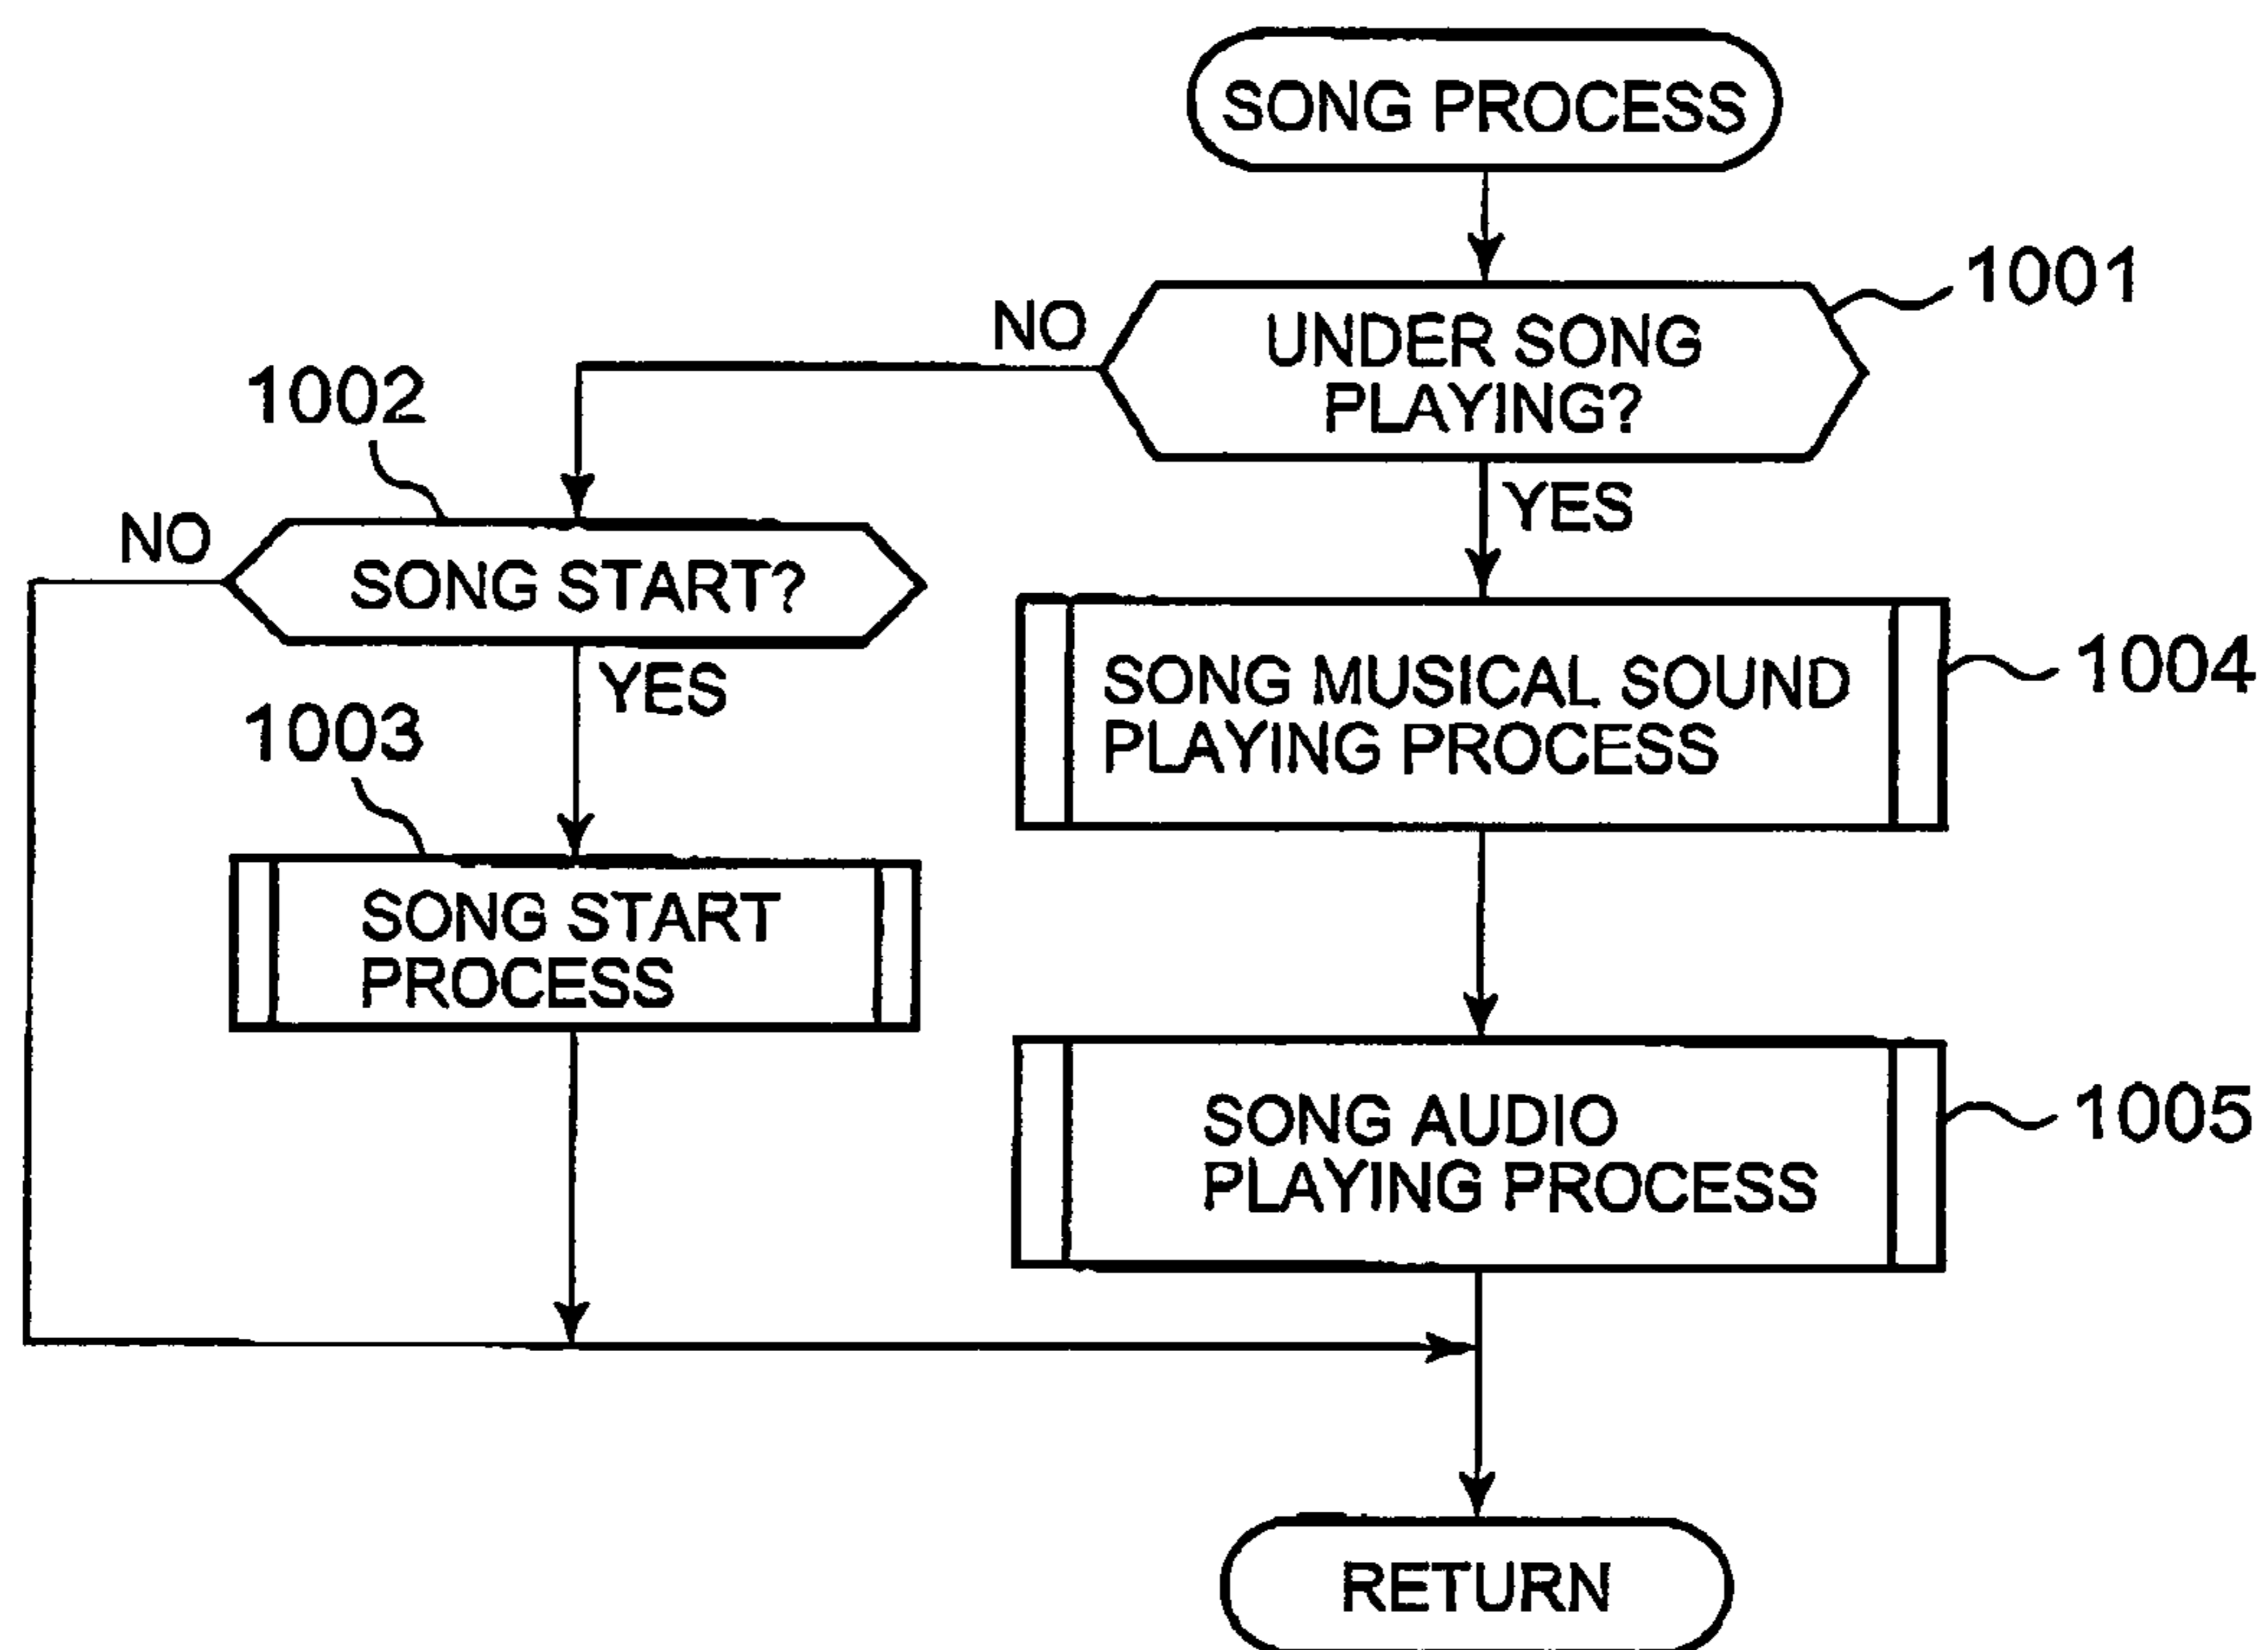 SONG PROCESS
1001
NO
UNDER SONG
PLAYING?
1002
YES
NO
SONG START?
1004
SONG MUSICAL SOUND
PLAYING PROCESS
YES
1003
SONG START
PROCESS
1005
SONG AUDIO
PLAYING PROCESS
RETURN